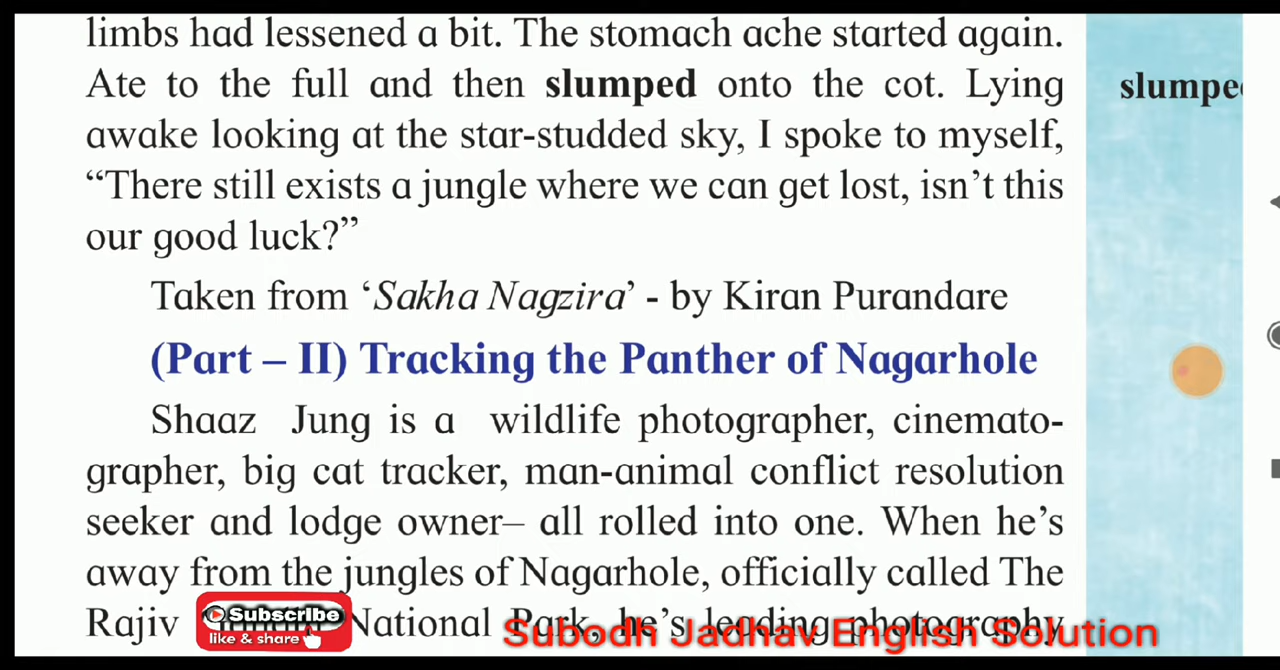 limbs had lessened a bit. The stomach ache started again.
Ate to the full and then slumped onto the cot. Lying
awake looking at the star-studded sky, I spoke to myself,
“There still exists a jungle where we can get lost, isn’t this
our good luck?”
Taken from ‘Sakha Nagzira’ - by Kiran Purandare
(Part – II) Tracking the Panther of Nagarhole
Shaaz Jung is a wildlife photographer, cinemato-
grapher, big cat tracker, man-animal conflict resolution
seeker and lodge owner– all rolled into one. When he’s
away from the jungles of Nagarhole, officially called The
Rajiv National Park, he’s leading photography
slumpe
Subscribe
like & share
Subodh Jadhav English Solution